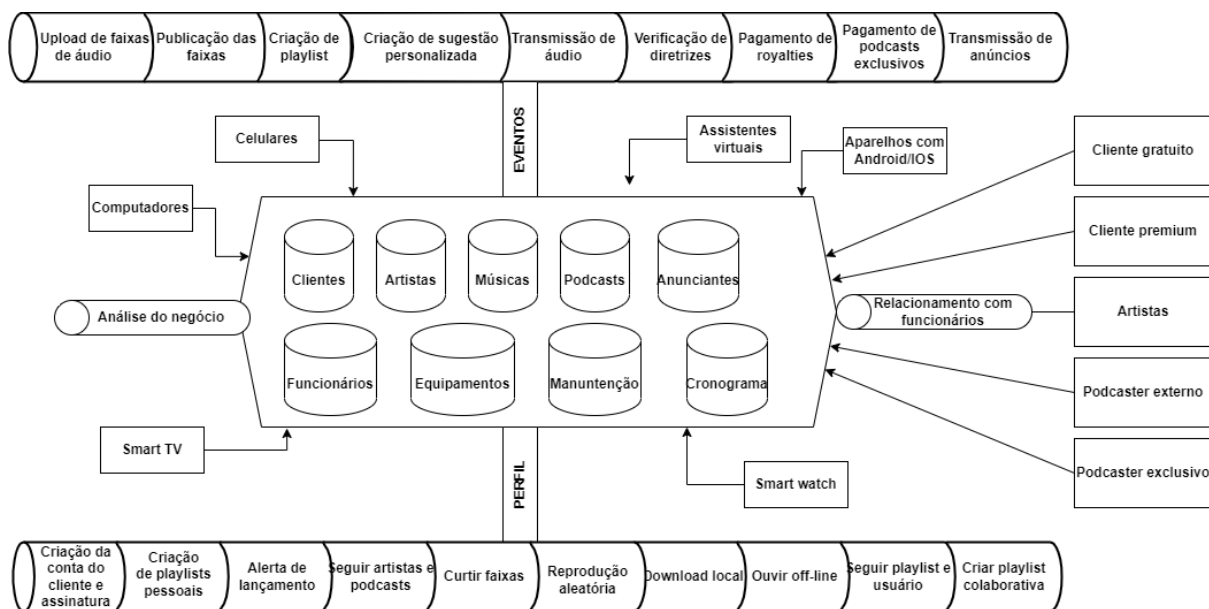 Upload de faixas
de áudio
Publicação das
faixas
Criação de
playlist
Criação de sugestão
personalizada
Transmissão de
áudio
Verificação de
diretrizes
Pagamento de
royalties
Pagamento de
podcasts
exclusivos
Transmissão de
anúncios
EVENTOS
Celulares
Assistentes
virtuais
Aparelhos com
Android/IOS
Cliente gratuito
Computadores
Cliente premium
Clientes
Artistas
Músicas
Podcasts
Anunciantes
Análise do negócio
Relacionamento com
funcionários
Artistas
Funcionários
Equipamentos
Manuntenção
Cronograma
Podcaster externo
Smart TV
Smart watch
Podcaster exclusivo
PERFIL
Criação da
conta do
cliente e
assinatura
Criação
de playlists
pessoais
Alerta de
lançamento
Seguir artistas e
podcasts
Curtir faixas
Reprodução
aleatória
Download local
Ouvir off-line
Seguir playlist e
usuário
Criar playlist
colaborativa